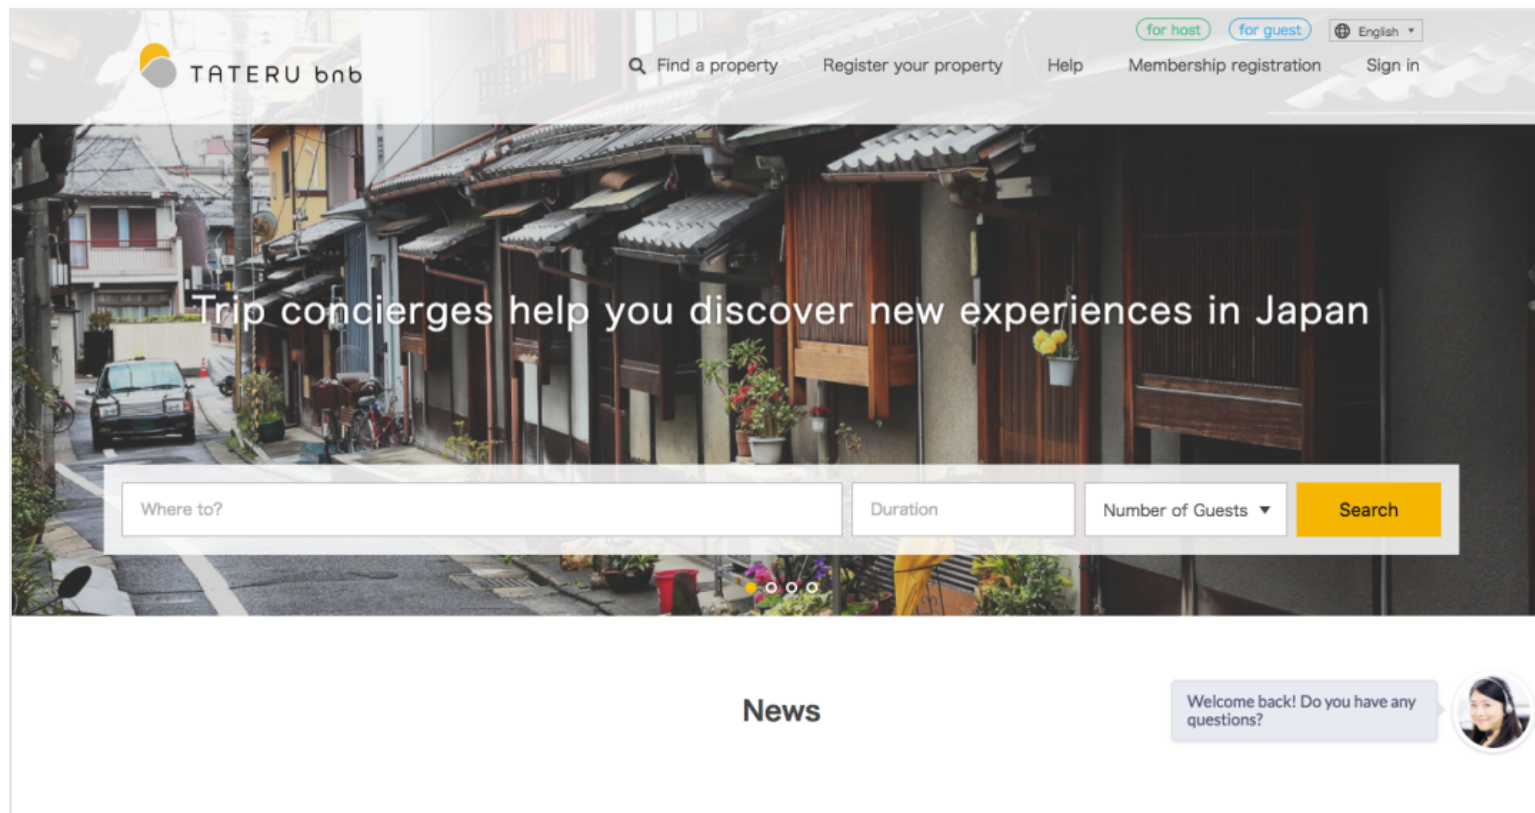 for host for guest English
TATERU bnb
Find a property Register your property Help Membership registration Sign in
Trip concierges help you discover new experiences in Japan
Where to? Duration Number of Guests Search
News
Welcome back! Do you have any
questions?